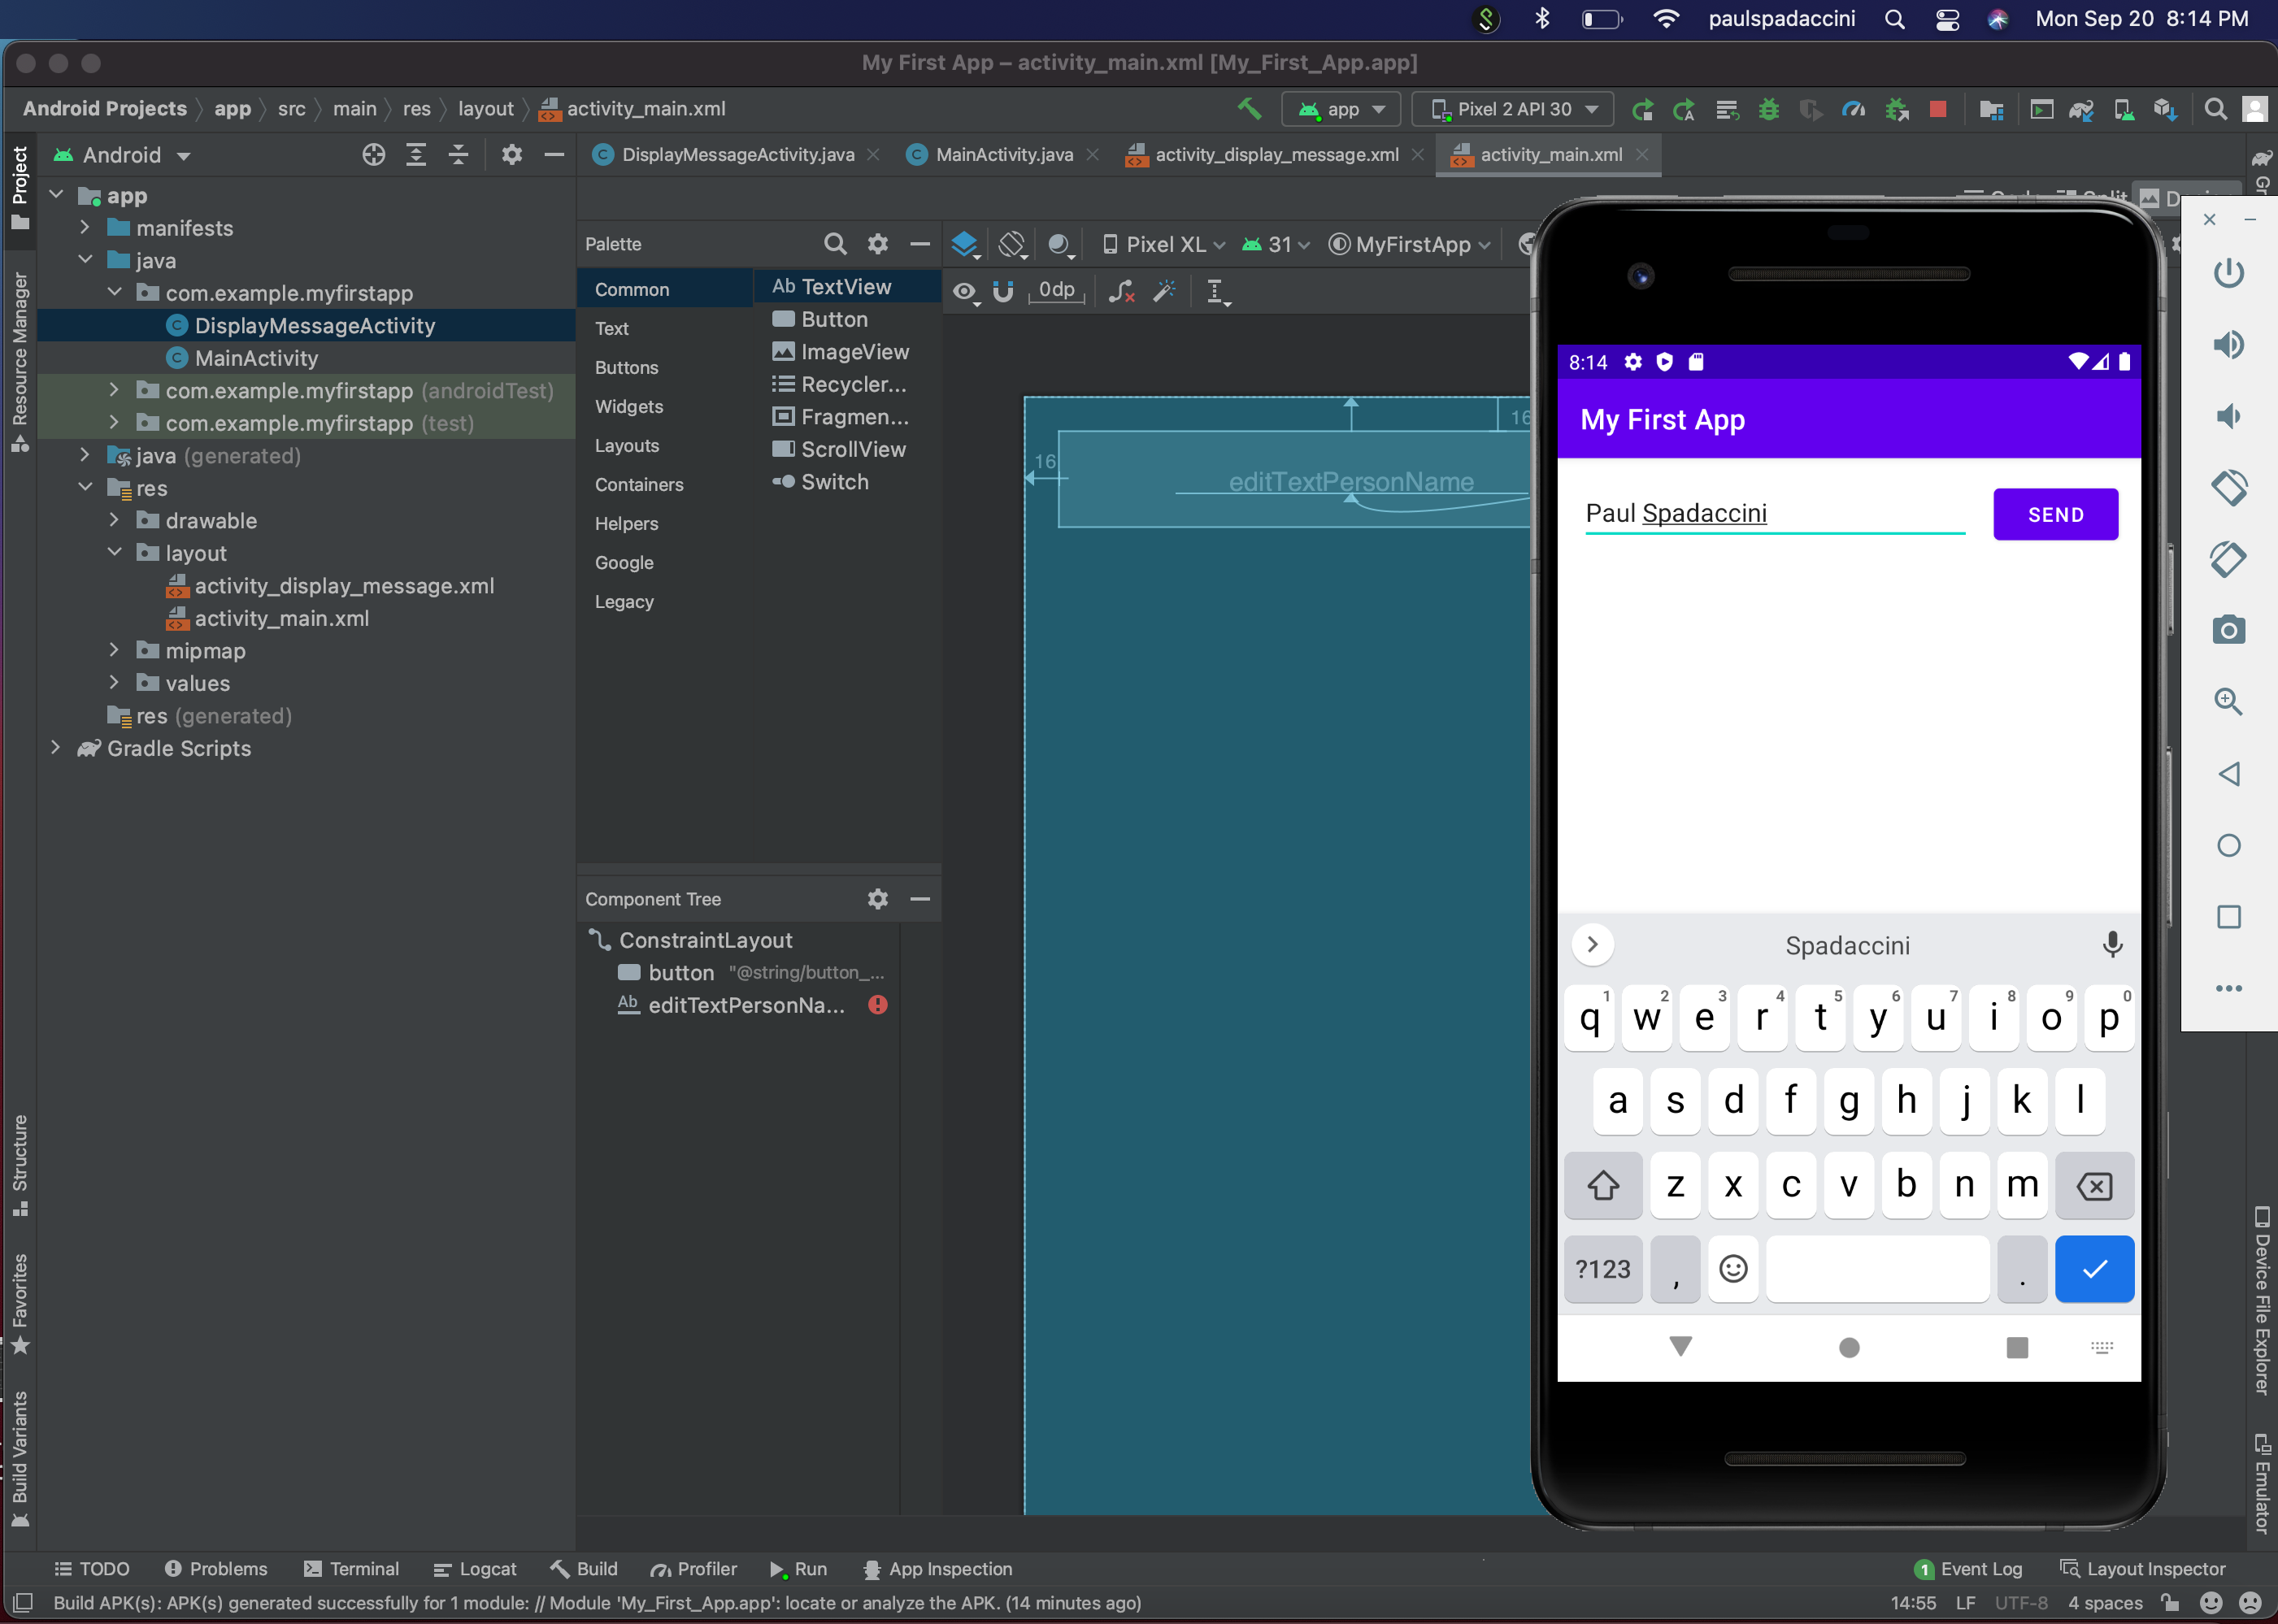 paulspadaccini Mon Sep 20 8:14 PM
My First App – activity_main.xml [My_First_App.app]
Android Projects app src main res layout activity_main.xml
app Pixel 2 API 30
Project
Resource Manager
Structure
Favorites
Build Variants
Android
app
manifests
java
com.example.myfirstapp
DisplayMessageActivity
MainActivity
com.example.myfirstapp (androidTest)
com.example.myfirstapp (test)
java (generated)
res
drawable
layout
activity_display_message.xml
activity_main.xml
mipmap
values
res (generated)
Gradle Scripts
DisplayMessageActivity.java MainActivity.java activity_display_message.xml activity_main.xml
Palette
Common
Text
Buttons
Widgets
Layouts
Containers
Helpers
Google
Legacy
Ab TextView
Button
ImageView
Recycler...
Fragmen...
ScrollView
Switch
Pixel XL 31 MyFirstApp
0dp
16
16
editTextPersonName
Component Tree
ConstraintLayout
button "@string/button_...
Ab editTextPersonNa...
8:14
My First App
Paul Spadaccini SEND
Spadaccini
q 1 w 2 e 3 r 4 t 5 y 6 u 7 i 8 o 9 p 0
a s d f g h j k l
z x c v b n m
?123 , .
Device File Explorer
Emulator
TODO Problems Terminal Logcat Build Profiler Run App Inspection 1 Event Log Layout Inspector
Build APK(s): APK(s) generated successfully for 1 module: // Module 'My_First_App.app': locate or analyze the APK. (14 minutes ago) 14:55 LF UTF-8 4 spaces